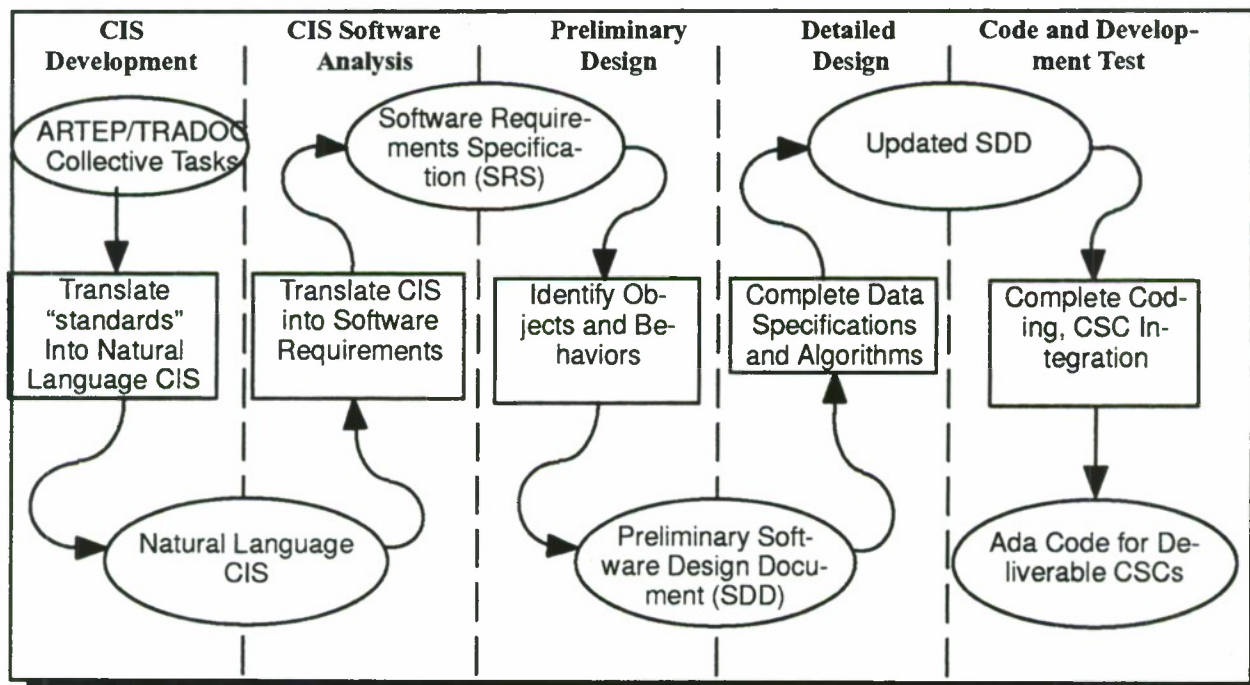 CIS
Development
CIS Software
Analysis
Preliminary
Design
Detailed
Design
Code and Develop-
ment Test
ARTEP/TRADOC
Collective Tasks
Software Require-
ments Specifica-
tion (SRS)
Updated SDD
Translate
“standards”
Into Natural
Language CIS
Translate CIS
into Software
Requirements
Identify Ob-
jects and Be-
haviors
Complete Data
Specifications
and Algorithms
Complete Cod-
ing, CSC In-
tegration
Natural Language
CIS
Preliminary Soft-
ware Design Docu-
ment (SDD)
Ada Code for De-
liverable CSCs